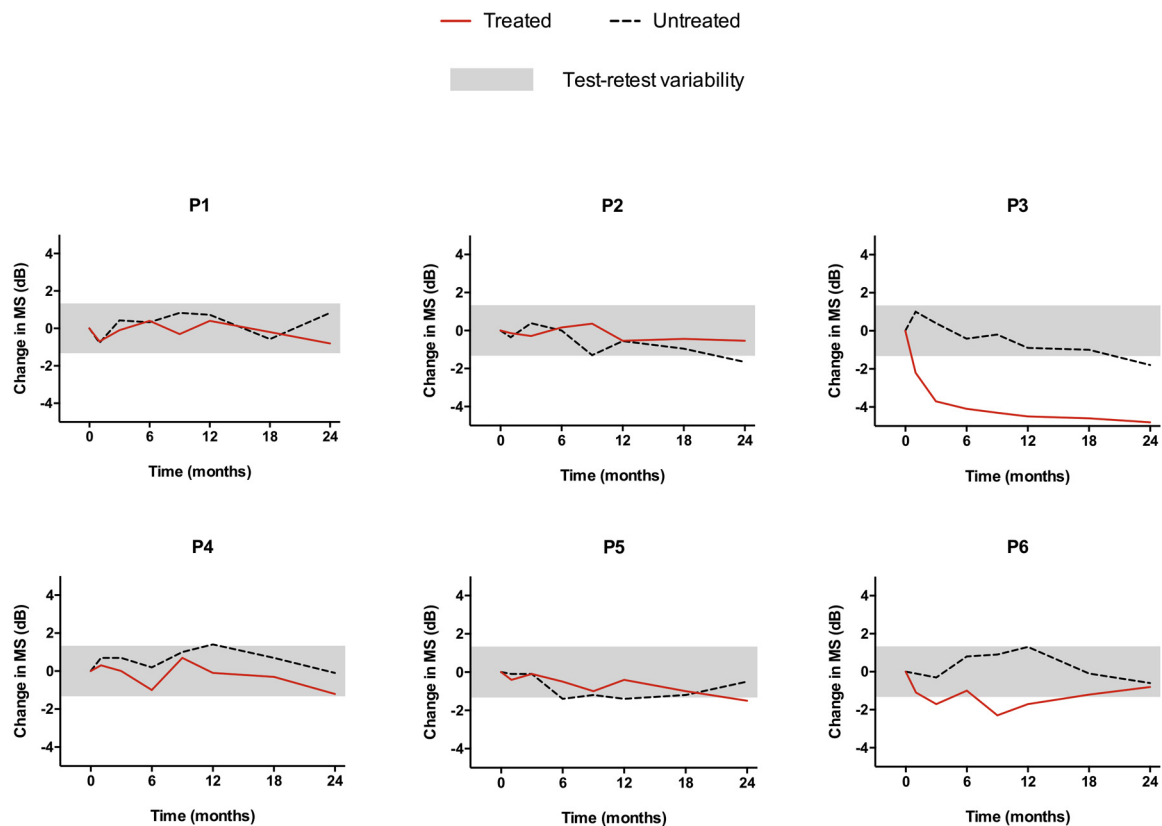 Treated Untreated
Test-retest variability
P1
Change in MS (dB)
4
2
0
-2
-4
0 6 12 18 24
Time (months)
P2
Change in MS (dB)
4
2
0
-2
-4
0 6 12 18 24
Time (months)
P3
Change in MS (dB)
4
2
0
-2
-4
0 6 12 18 24
Time (months)
P4
Change in MS (dB)
4
2
0
-2
-4
0 6 12 18 24
Time (months)
P5
Change in MS (dB)
4
2
0
-2
-4
0 6 12 18 24
Time (months)
P6
Change in MS (dB)
4
2
0
-2
-4
0 6 12 18 24
Time (months)